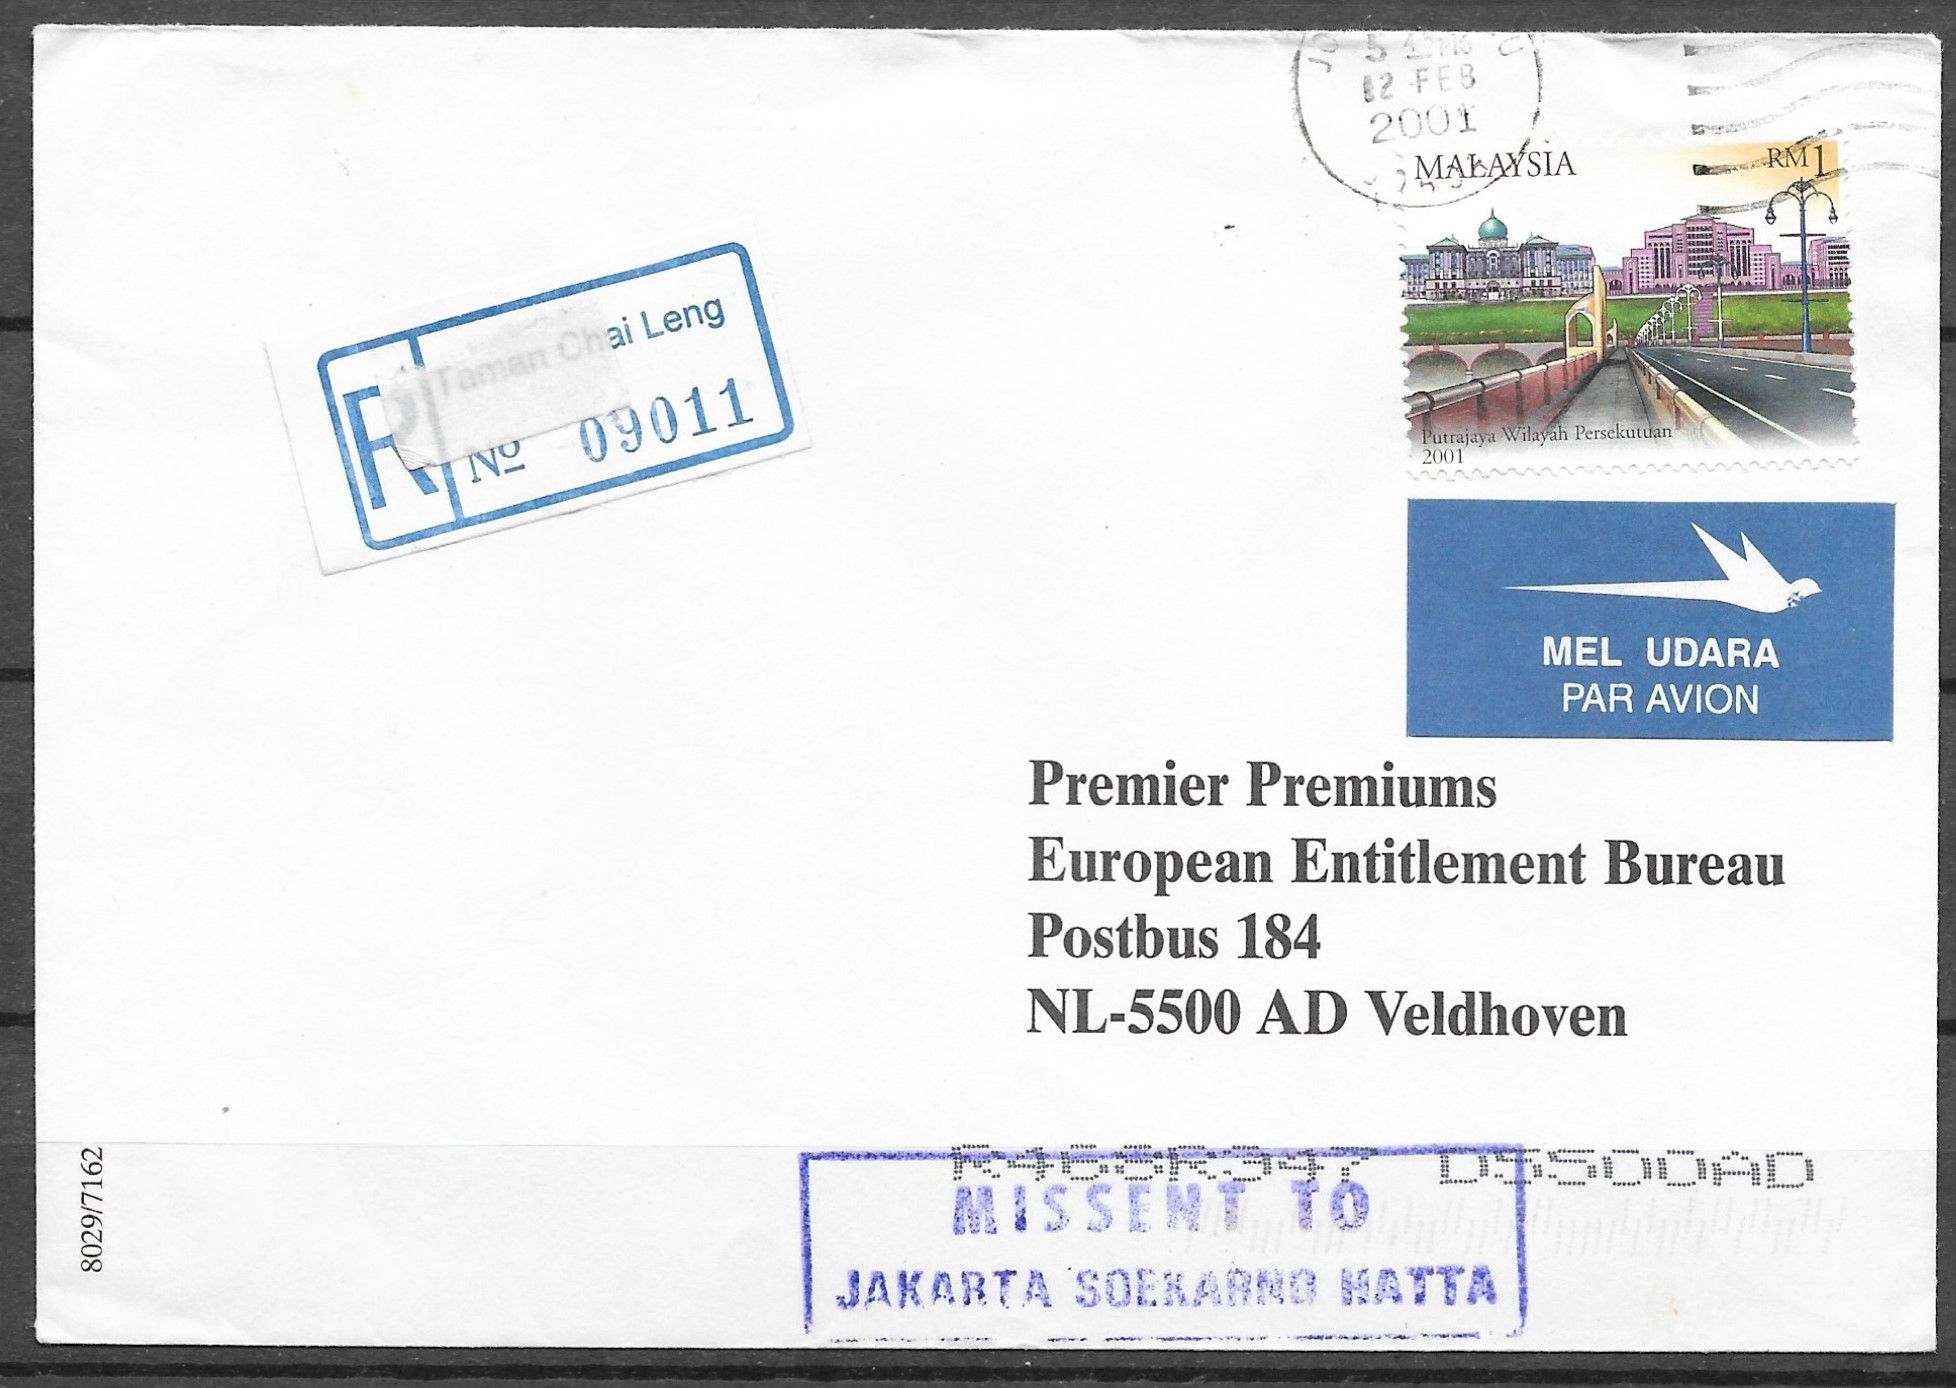 12 FEB
2001
MALAYSIA RM1
Putrajaya Wilayah Persekutuan
2001
R Taman Chai Leng
Nº 09011
MEL UDARA
PAR AVION
Premier Premiums
European Entitlement Bureau
Postbus 184
NL-5500 AD Veldhoven
8029/7162
D5500AD
MISSENT TO
JAKARTA SOEKARNO HATTA